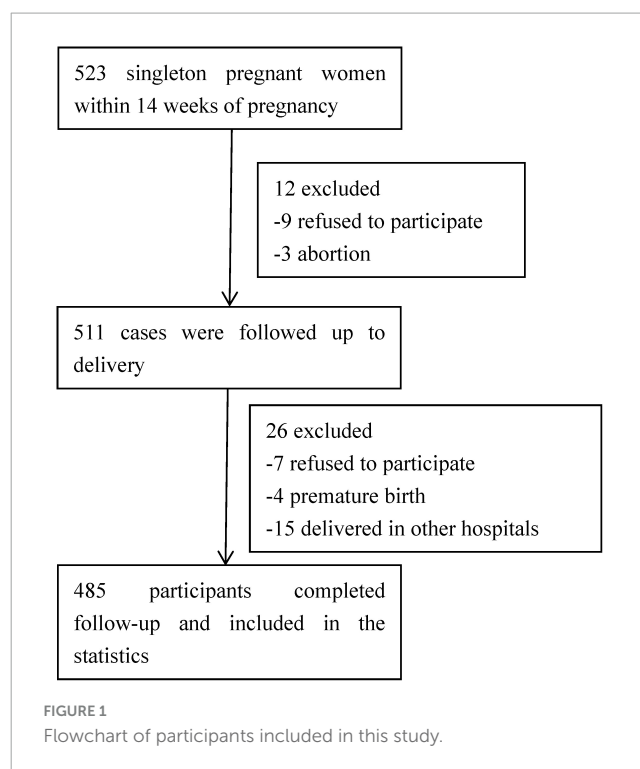 523 singleton pregnant women
within 14 weeks of pregnancy
12 excluded
-9 refused to participate
-3 abortion
511 cases were followed up to
delivery
26 excluded
-7 refused to participate
-4 premature birth
-15 delivered in other hospitals
485 participants completed
follow-up and included in the
statistics
FIGURE 1
Flowchart of participants included in this study.